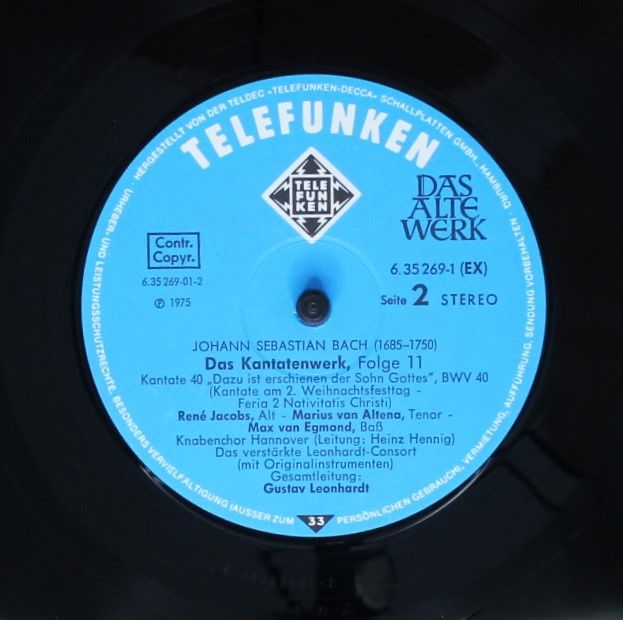 HERGESTELLT VON DER TELDEC »TELEFUNKEN-DECCA« SCHALLPLATTEN GMBH, HAMBURG · URHEBER- UND LEISTUNGSSCHUTZRECHTE, BESONDERS VERVIELFÄLTIGUNG (AUSSER ZUM PERSÖNLICHEN GEBRAUCH), VERMIETUNG, AUFFÜHRUNG, SENDUNG VORBEHALTEN ·
TELEFUNKEN
TELE
FUN
KEN
DAS
ALTE
WERK
Contr.
Copyr.
6.35 269-01-2
℗ 1975
6.35 269-1 (EX)
Seite 2 STEREO
JOHANN SEBASTIAN BACH (1685–1750)
Das Kantatenwerk, Folge 11
Kantate 40 „Dazu ist erschienen der Sohn Gottes", BWV 40
(Kantate am 2. Weihnachtsfesttag -
Feria 2 Nativitatis Christi)
René Jacobs, Alt - Marius van Altena, Tenor -
Max van Egmond, Baß
Knabenchor Hannover (Leitung: Heinz Hennig)
Das verstärkte Leonhardt-Consort
(mit Originalinstrumenten)
Gesamtleitung:
Gustav Leonhardt
33